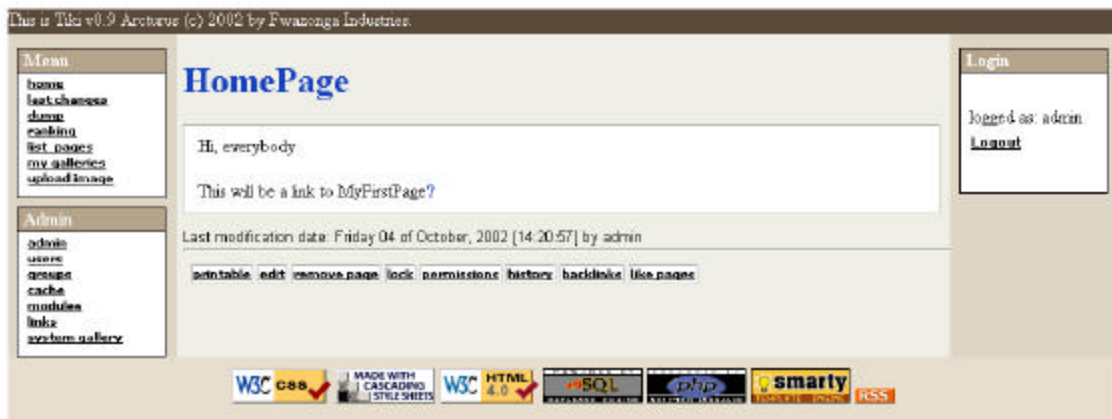 This is Tiki v0.9 Arcturus (c) 2002 by Fwanonga Industries.
Menu
home
last changes
dump
ranking
list pages
my galleries
upload image
Admin
admin
users
groups
cache
modules
links
system gallery
HomePage
Hi, everybody
This will be a link to MyFirstPage?
Last modification date: Friday 04 of October, 2002 [14:20:57] by admin
printable edit remove page lock permissions history backlinks like pages
Login
logged as: admin
Logout
W3C css
MADE WITH
CASCADING
STYLE SHEETS
W3C HTML
4.0
SQL
php
smarty
RSS